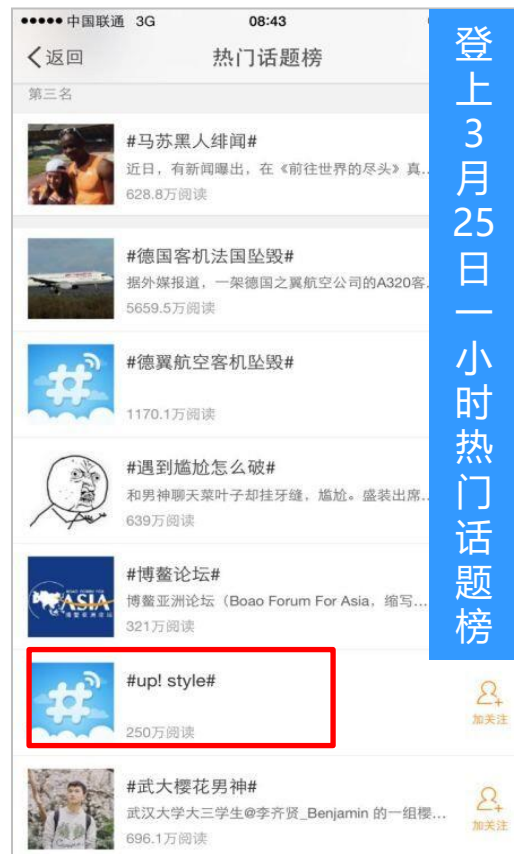 中国联通 3G 08:43
返回 热门话题榜
第三名
#马苏黑人绯闻#
近日，有新闻曝出，在《前往世界的尽头》真...
628.8万阅读
#德国客机法国坠毁#
据外媒报道，一架德国之翼航空公司的A320客.
5659.5万阅读
#德翼航空客机坠毁#
1170.1万阅读
#遇到尴尬怎么破#
和男神聊天菜叶子却挂牙缝，尴尬。盛装出席..
639万阅读
#博鳌论坛#
博鳌亚洲论坛（Boao Forum For Asia，缩写...
321万阅读
BOAO FORUM FOR
ASIA
博鳌亚洲论坛
#up! style#
250万阅读
加关注
#武大樱花男神#
武汉大学大三学生@李齐贤_Benjamin 的一组樱...
696.1万阅读
加关注
登上3月25日一小时热门话题榜